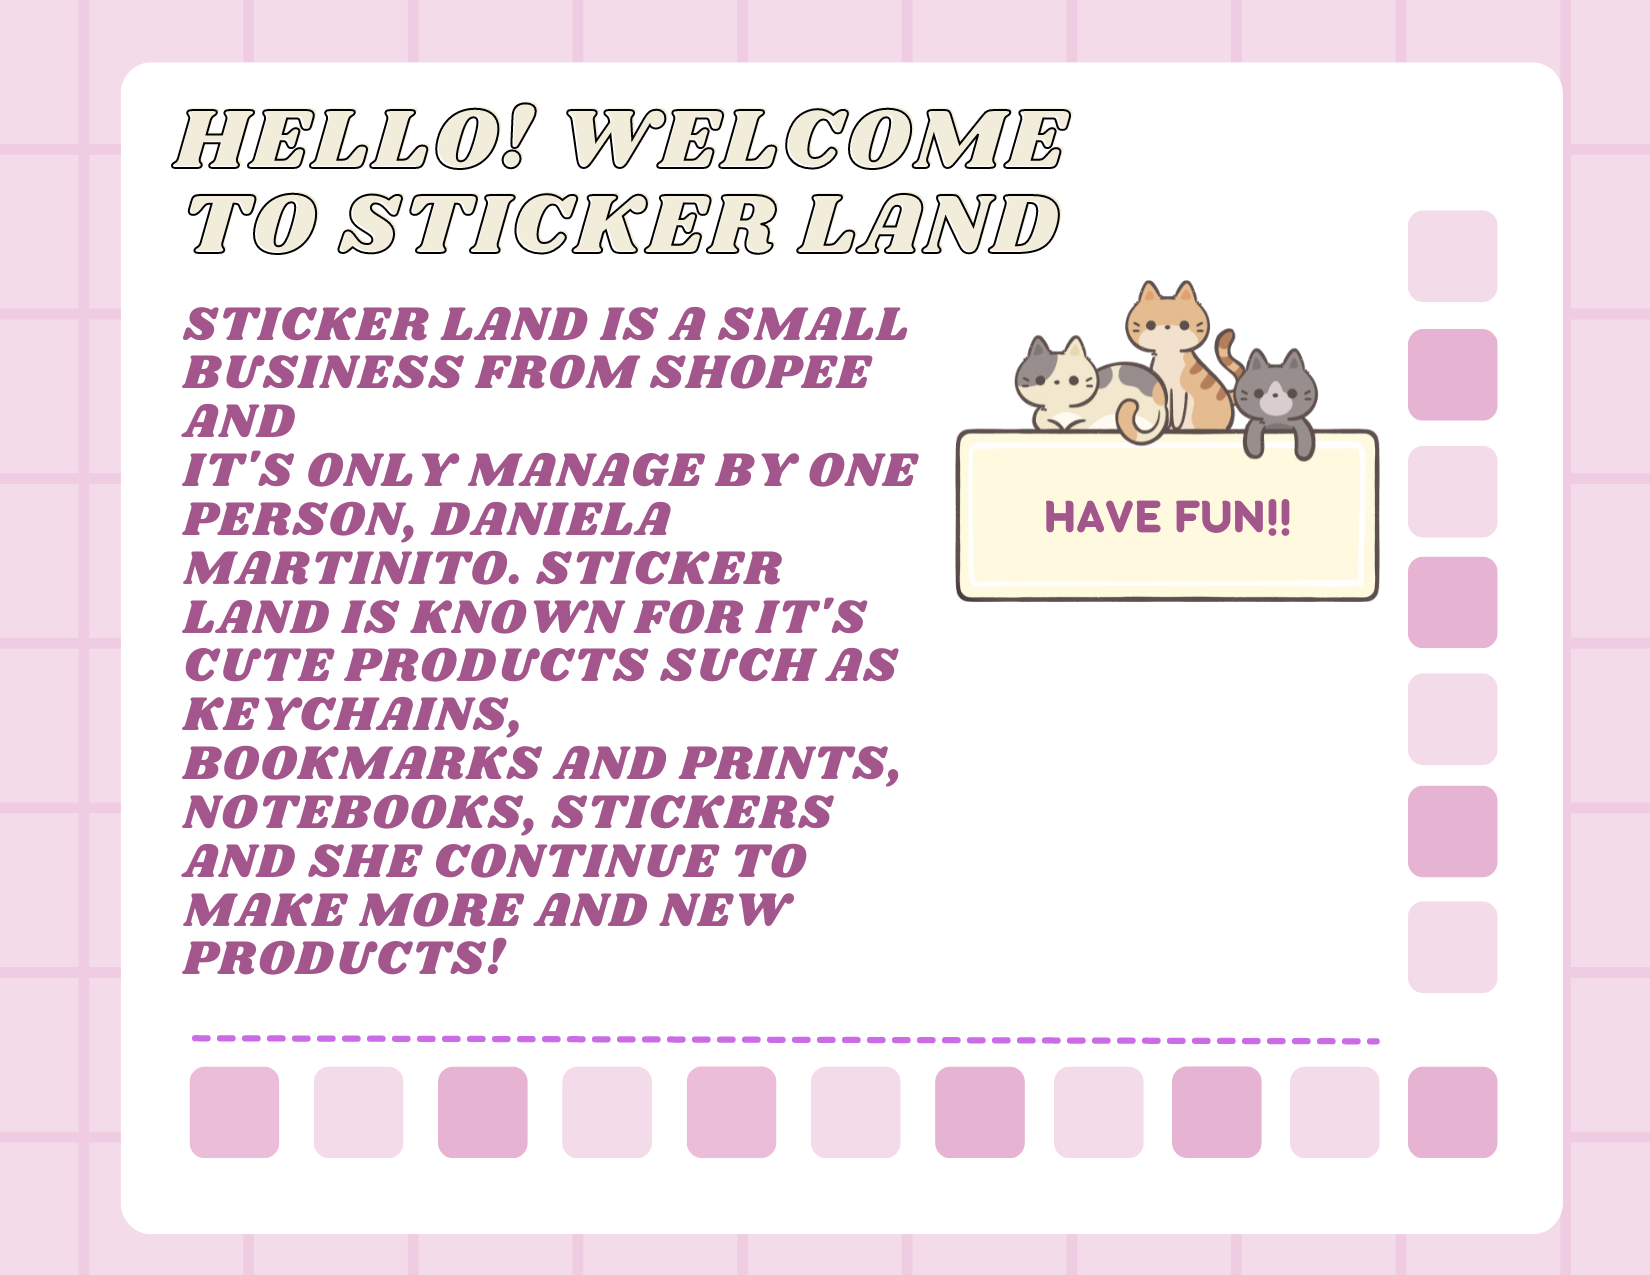 HELLO! WELCOME
TO STICKER LAND
STICKER LAND IS A SMALL
BUSINESS FROM SHOPEE
AND
IT'S ONLY MANAGE BY ONE
PERSON, DANIELA
MARTINITO. STICKER
LAND IS KNOWN FOR IT'S
CUTE PRODUCTS SUCH AS
KEYCHAINS,
BOOKMARKS AND PRINTS,
NOTEBOOKS, STICKERS
AND SHE CONTINUE TO
MAKE MORE AND NEW
PRODUCTS!
HAVE FUN!!